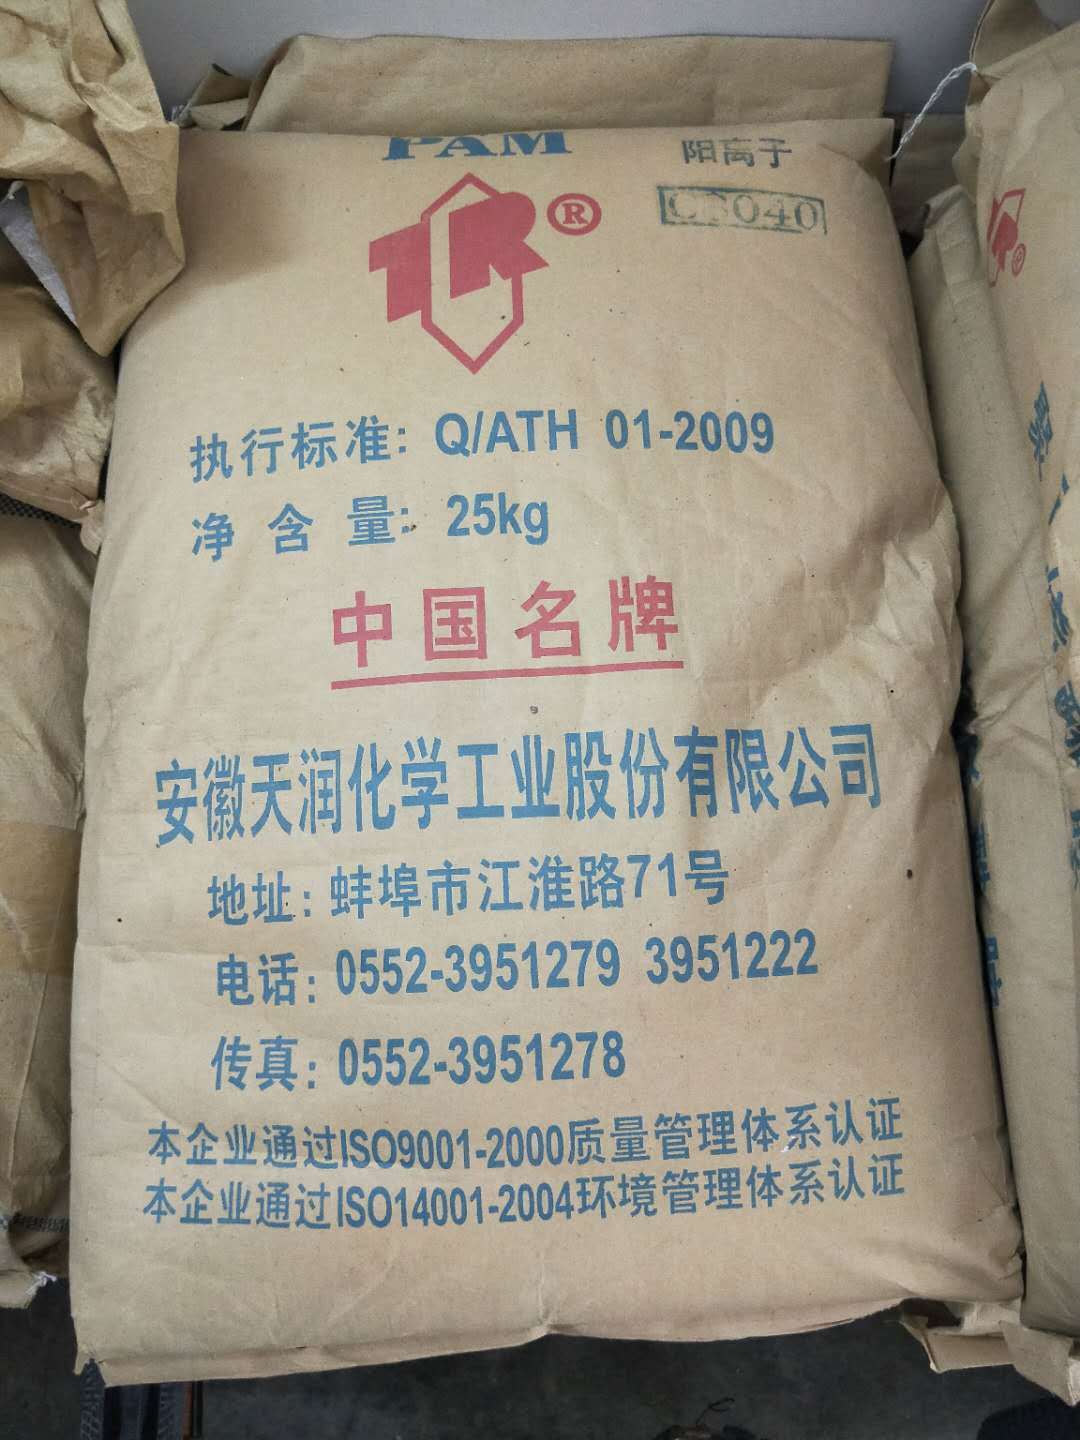 PAM
阳离子
TR®
执行标准：Q/ATH 01-2009
净含量：25kg
中国名牌
安徽天润化学工业股份有限公司
地址：蚌埠市江淮路71号
电话：0552-3951279 3951222
传真：0552-3951278
本企业通过ISO9001-2000质量管理体系认证
本企业通过ISO14001-2004环境管理体系认证